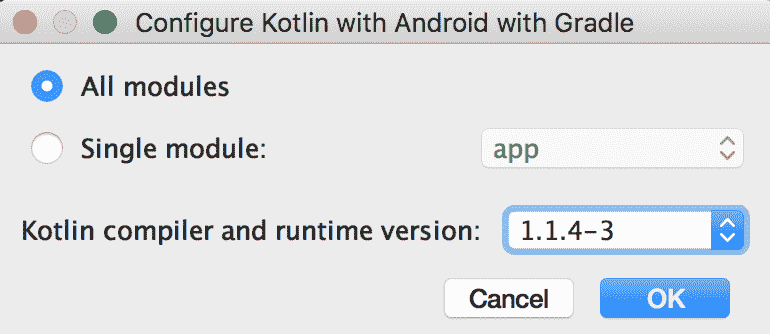 Configure Kotlin with Android with Gradle
All modules
Single module: app
Kotlin compiler and runtime version: 1.1.4-3
Cancel OK